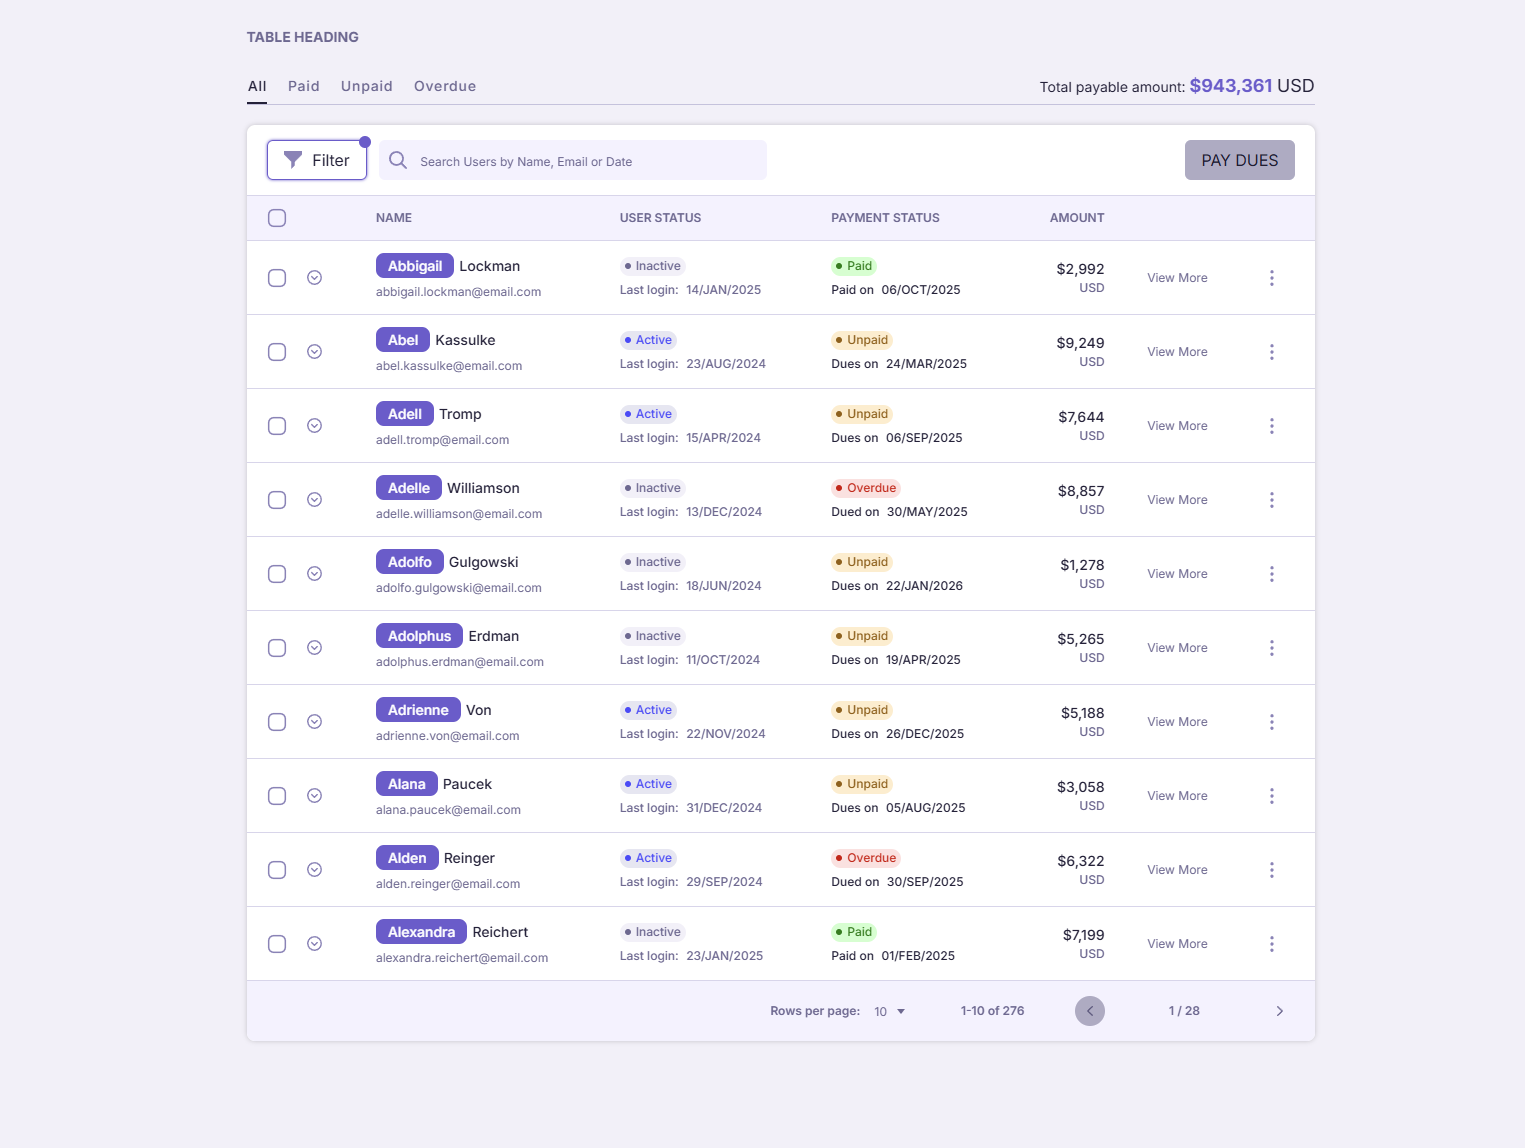 TABLE HEADING
All Paid Unpaid Overdue Total payable amount: $943,361 USD
Filter Search Users by Name, Email or Date PAY DUES
NAME USER STATUS PAYMENT STATUS AMOUNT
Abbigail Lockman Inactive Paid $2,992
abbigail.lockman@email.com Last login: 14/JAN/2025 Paid on 06/OCT/2025 USD View More
Abel Kassulke Active Unpaid $9,249
abel.kassulke@email.com Last login: 23/AUG/2024 Dues on 24/MAR/2025 USD View More
Adell Tromp Active Unpaid $7,644
adell.tromp@email.com Last login: 15/APR/2024 Dues on 06/SEP/2025 USD View More
Adelle Williamson Inactive Overdue $8,857
adelle.williamson@email.com Last login: 13/DEC/2024 Dued on 30/MAY/2025 USD View More
Adolfo Gulgowski Inactive Unpaid $1,278
adolfo.gulgowski@email.com Last login: 18/JUN/2024 Dues on 22/JAN/2026 USD View More
Adolphus Erdman Inactive Unpaid $5,265
adolphus.erdman@email.com Last login: 11/OCT/2024 Dues on 19/APR/2025 USD View More
Adrienne Von Active Unpaid $5,188
adrienne.von@email.com Last login: 22/NOV/2024 Dues on 26/DEC/2025 USD View More
Alana Paucek Active Unpaid $3,058
alana.paucek@email.com Last login: 31/DEC/2024 Dues on 05/AUG/2025 USD View More
Alden Reinger Active Overdue $6,322
alden.reinger@email.com Last login: 29/SEP/2024 Dued on 30/SEP/2025 USD View More
Alexandra Reichert Inactive Paid $7,199
alexandra.reichert@email.com Last login: 23/JAN/2025 Paid on 01/FEB/2025 USD View More
Rows per page: 10 1-10 of 276 1 / 28